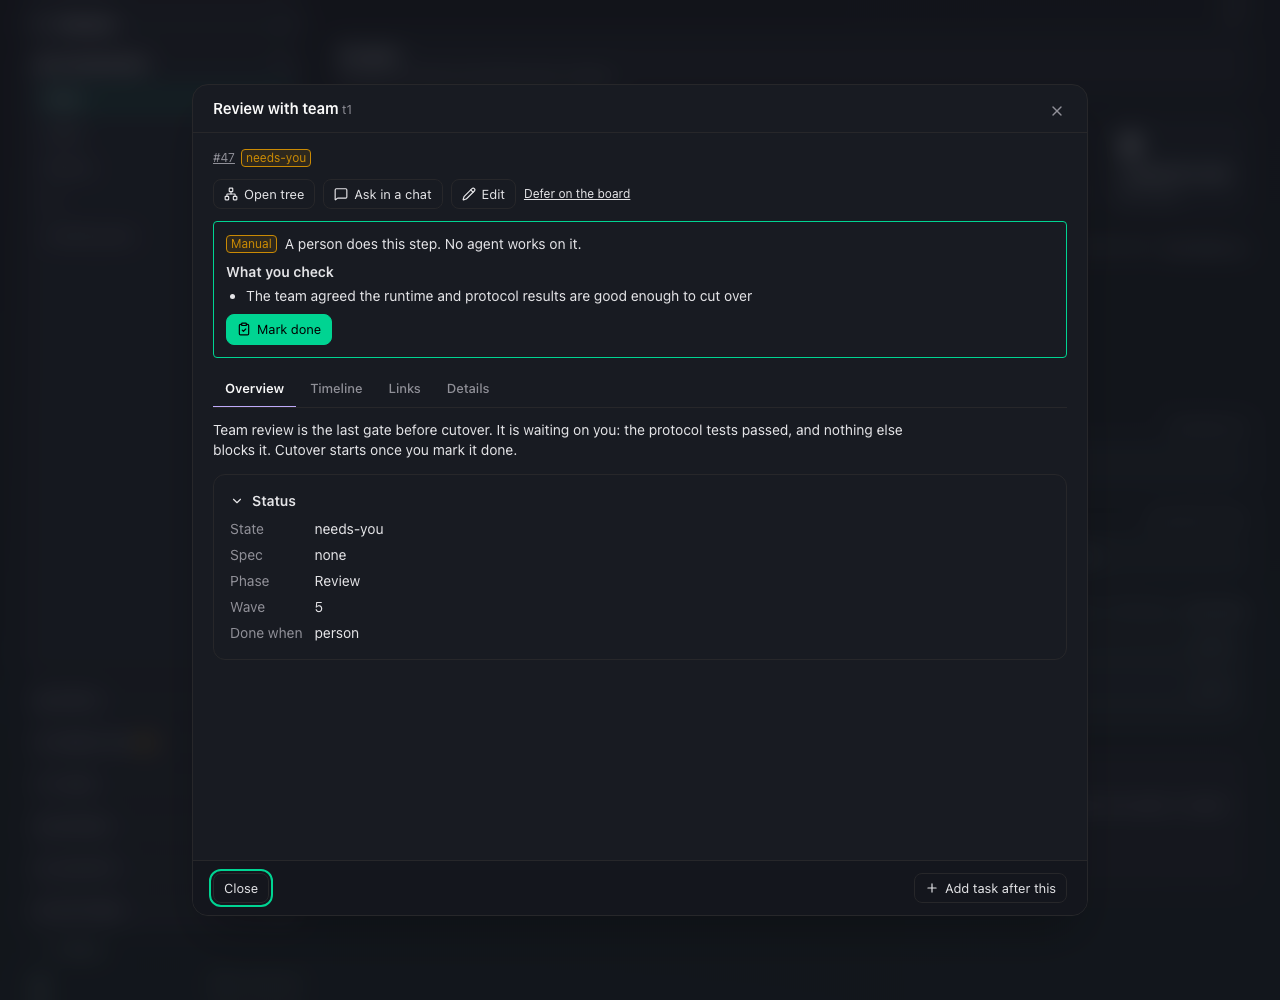 Review with team t1
#47 needs-you
Open tree Ask in a chat Edit Defer on the board
Manual A person does this step. No agent works on it.
What you check
• The team agreed the runtime and protocol results are good enough to cut over
Mark done
Overview Timeline Links Details
Team review is the last gate before cutover. It is waiting on you: the protocol tests passed, and nothing else
blocks it. Cutover starts once you mark it done.
Status
State needs-you
Spec none
Phase Review
Wave 5
Done when person
Close + Add task after this